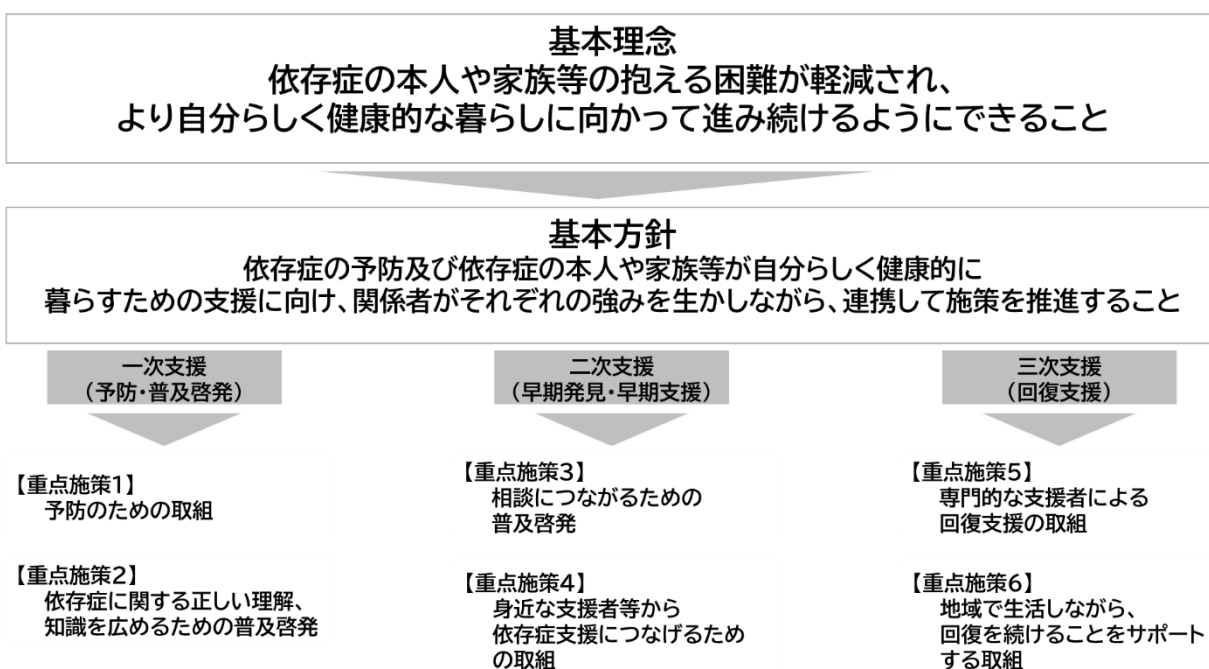 基本理念
依存症の本人や家族等の抱える困難が軽減され、
より自分らしく健康的な暮らしに向かって進み続けるようにできること
基本方針
依存症の予防及び依存症の本人や家族等が自分らしく健康的に
暮らすための支援に向け、関係者がそれぞれの強みを生かしながら、連携して施策を推進すること
一次支援
(予防・普及啓発)
【重点施策1】
予防のための取組
【重点施策2】
依存症に関する正しい理解、
知識を広めるための普及啓発
二次支援
(早期発見・早期支援)
【重点施策3】
相談につながるための
普及啓発
【重点施策4】
身近な支援者等から
依存症支援につなげるため
の取組
三次支援
(回復支援)
【重点施策5】
専門的な支援者による
回復支援の取組
【重点施策6】
地域で生活しながら、
回復を続けることをサポート
する取組